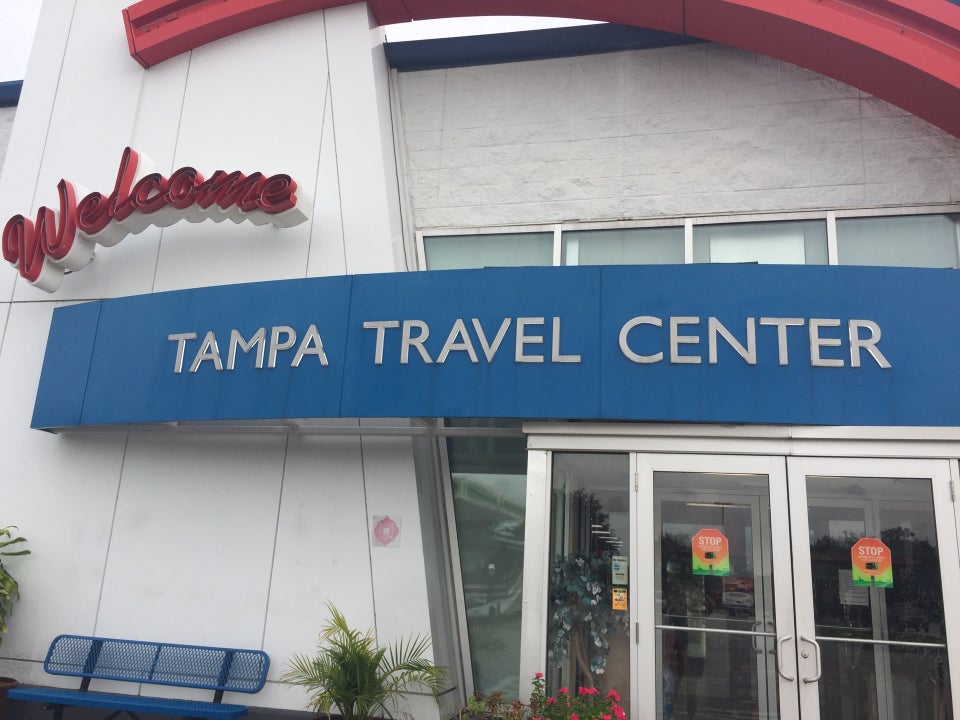 Welcome
TAMPA TRAVEL CENTER
R
STOP
STOP